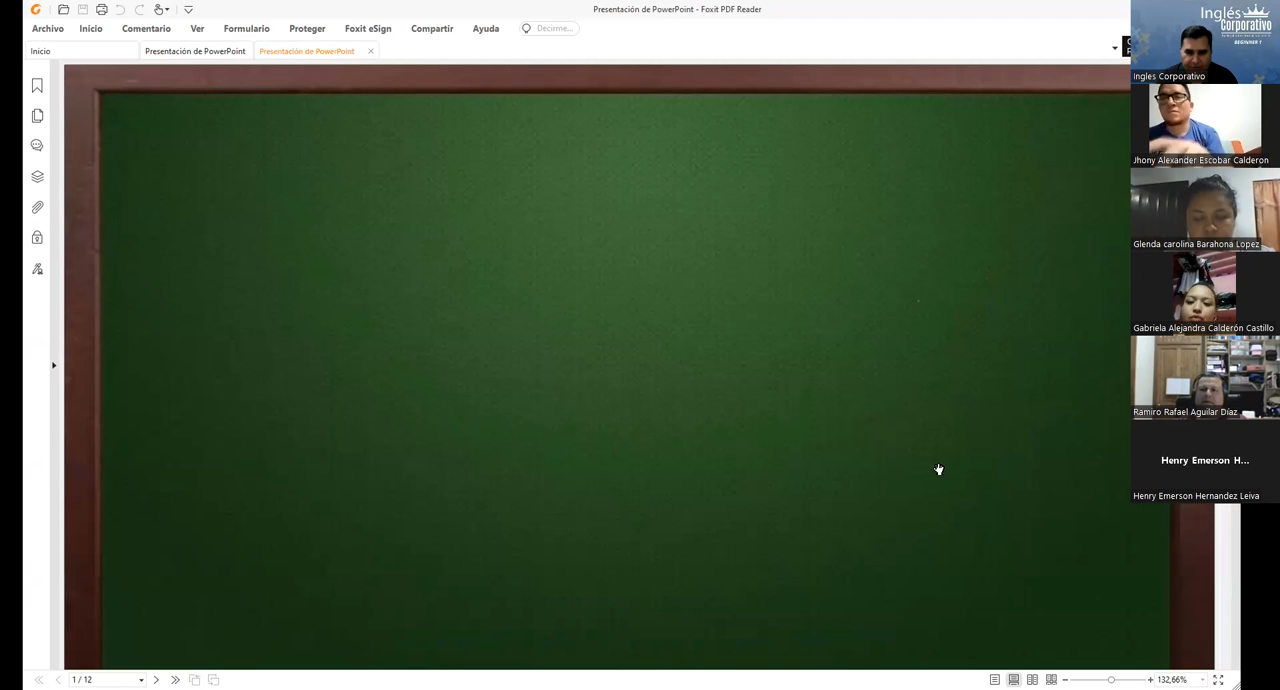 Presentación de PowerPoint - Foxit PDF Reader
Archivo Inicio Comentario Ver Formulario Proteger Foxit eSign Compartir Ayuda Decirme...
Inicio Presentación de PowerPoint Presentación de PowerPoint
Inglés
Corporativo
BEGINNER 1
Ingles Corporativo
Jhony Alexander Escobar Calderon
Glenda carolina Barahona Lopez
Gabriela Alejandra Calderón Castillo
Ramiro Rafael Aguilar Díaz
Henry Emerson H...
Henry Emerson Hernandez Leiva
1 / 12 132,66%